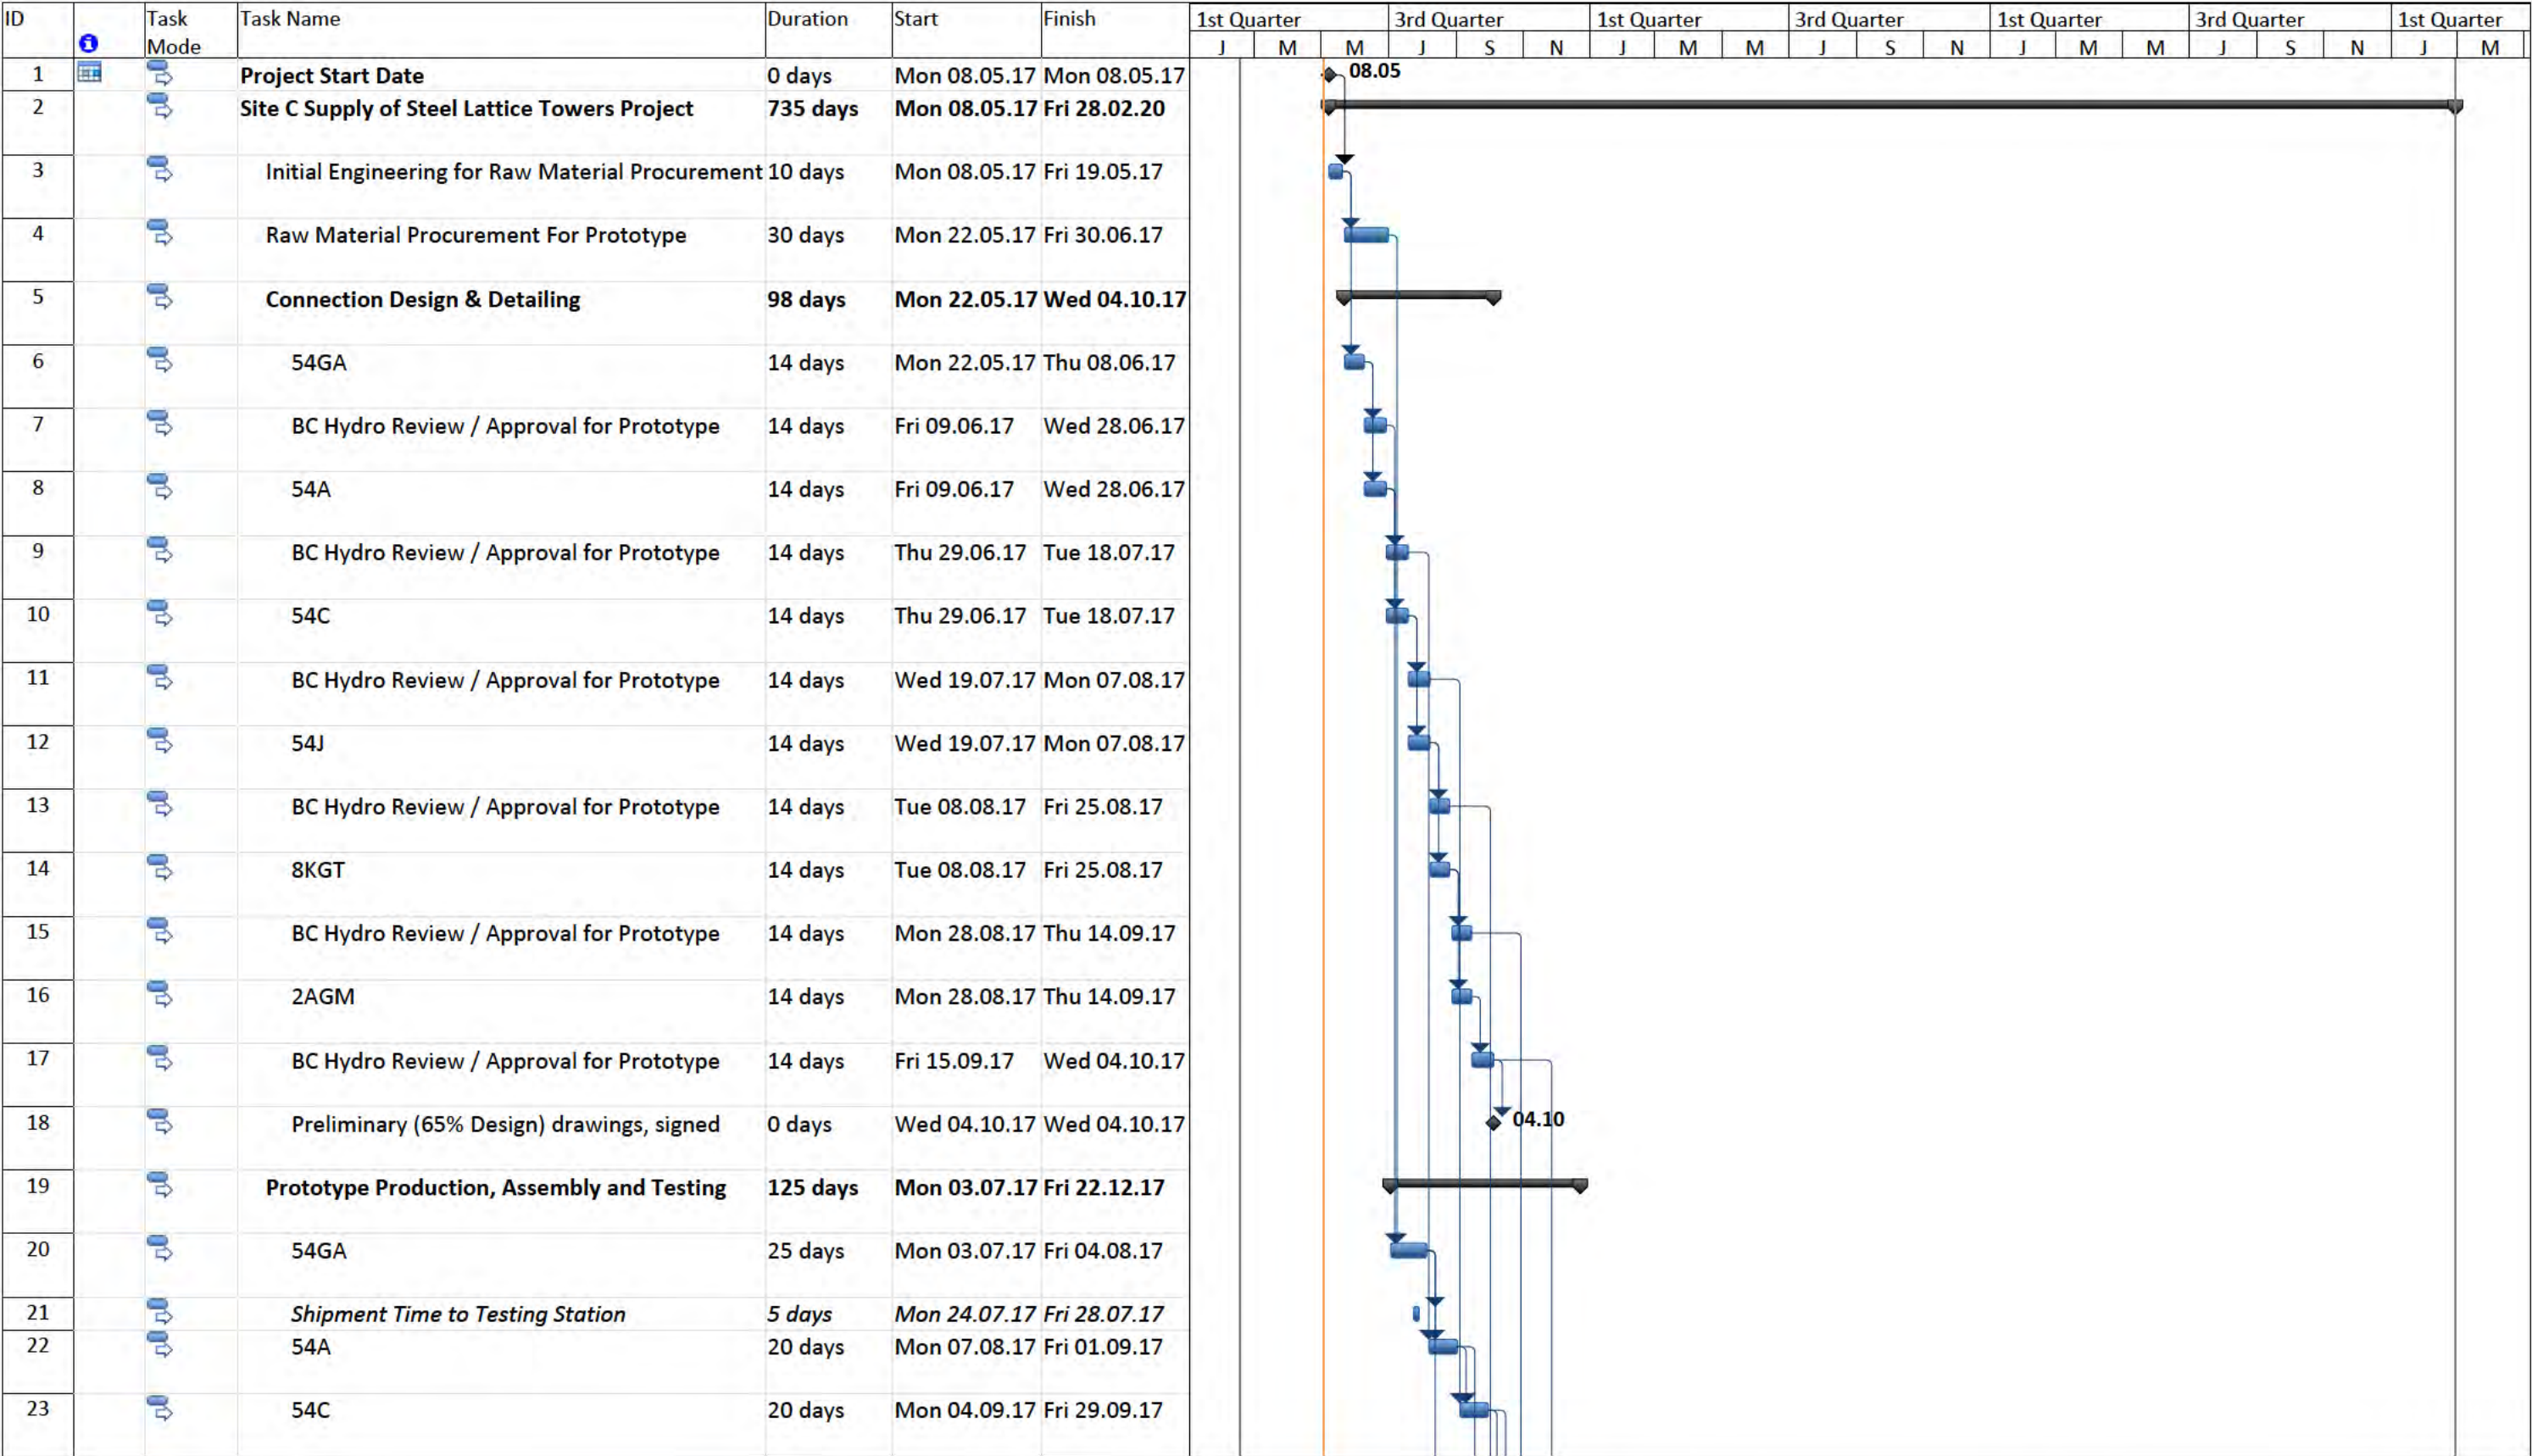 ID Task Mode Task Name Duration Start Finish 1st Quarter 3rd Quarter 1st Quarter 3rd Quarter 1st Quarter 3rd Quarter 1st Quarter
J M M J S N J M M J S N J M M J S N J M
1 Project Start Date 0 days Mon 08.05.17 Mon 08.05.17 08.05
2 Site C Supply of Steel Lattice Towers Project 735 days Mon 08.05.17 Fri 28.02.20
3 Initial Engineering for Raw Material Procurement 10 days Mon 08.05.17 Fri 19.05.17
4 Raw Material Procurement For Prototype 30 days Mon 22.05.17 Fri 30.06.17
5 Connection Design & Detailing 98 days Mon 22.05.17 Wed 04.10.17
6 54GA 14 days Mon 22.05.17 Thu 08.06.17
7 BC Hydro Review / Approval for Prototype 14 days Fri 09.06.17 Wed 28.06.17
8 54A 14 days Fri 09.06.17 Wed 28.06.17
9 BC Hydro Review / Approval for Prototype 14 days Thu 29.06.17 Tue 18.07.17
10 54C 14 days Thu 29.06.17 Tue 18.07.17
11 BC Hydro Review / Approval for Prototype 14 days Wed 19.07.17 Mon 07.08.17
12 54J 14 days Wed 19.07.17 Mon 07.08.17
13 BC Hydro Review / Approval for Prototype 14 days Tue 08.08.17 Fri 25.08.17
14 8KGT 14 days Tue 08.08.17 Fri 25.08.17
15 BC Hydro Review / Approval for Prototype 14 days Mon 28.08.17 Thu 14.09.17
16 2AGM 14 days Mon 28.08.17 Thu 14.09.17
17 BC Hydro Review / Approval for Prototype 14 days Fri 15.09.17 Wed 04.10.17
18 Preliminary (65% Design) drawings, signed 0 days Wed 04.10.17 Wed 04.10.17 04.10
19 Prototype Production, Assembly and Testing 125 days Mon 03.07.17 Fri 22.12.17
20 54GA 25 days Mon 03.07.17 Fri 04.08.17
21 Shipment Time to Testing Station 5 days Mon 24.07.17 Fri 28.07.17
22 54A 20 days Mon 07.08.17 Fri 01.09.17
23 54C 20 days Mon 04.09.17 Fri 29.09.17